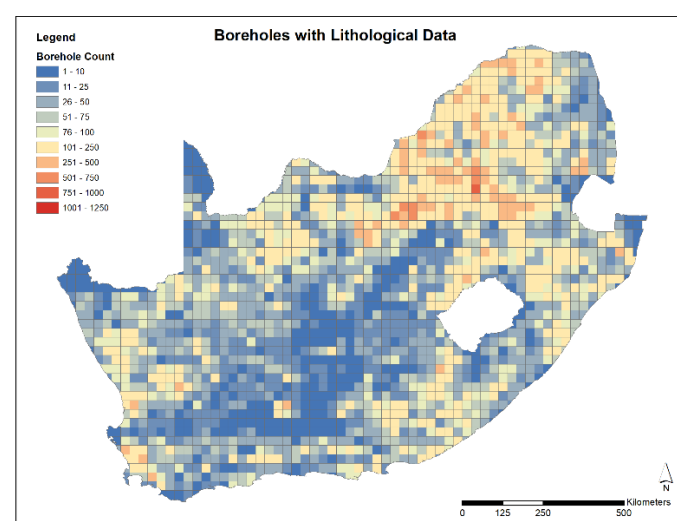 Boreholes with Lithological Data
Legend
Borehole Count
1 - 10
11 - 25
26 - 50
51 - 75
76 - 100
101 - 250
251 - 500
501 - 750
751 - 1000
1001 - 1250
N
Kilometers
0 125 250 500